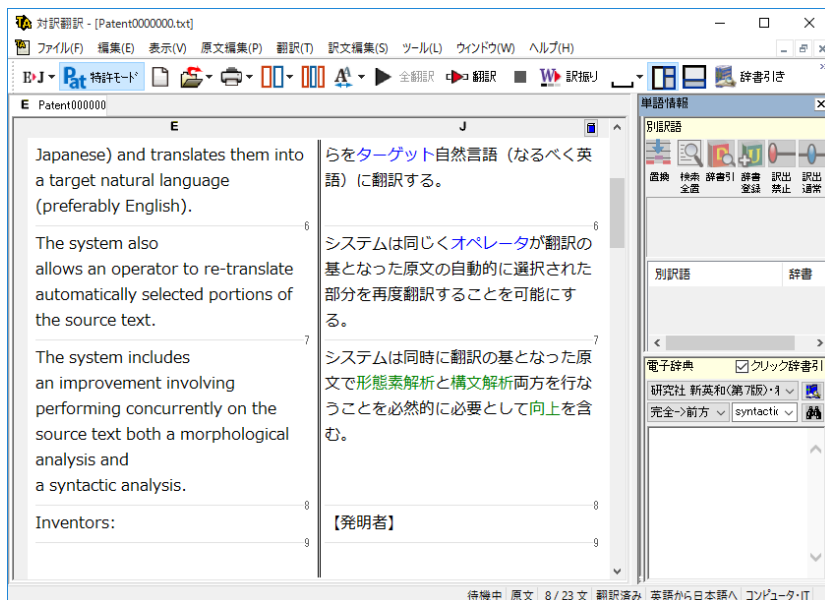 対訳翻訳 - [Patent0000000.txt]
ファイル(F) 編集(E) 表示(V) 原文編集(P) 翻訳(T) 訳文編集(S) ツール(L) ウィンドウ(W) ヘルプ(H)
E›J Pat 特許モード 全翻訳 翻訳 訳振り 辞書引き
E Patent000000
単語情報
E J
別訳語
置換 検索全置 辞書引 辞書登録 訳出禁止 訳出通常
Japanese) and translates them into
a target natural language
(preferably English).
6
らをターゲット自然言語（なるべく英
語）に翻訳する。
6
The system also
allows an operator to re-translate
automatically selected portions of
the source text.
7
システムは同じくオペレータが翻訳の
基となった原文の自動的に選択された
部分を再度翻訳することを可能にす
る。
7
The system includes
an improvement involving
performing concurrently on the
source text both a morphological
analysis and
a syntactic analysis.
8
システムは同時に翻訳の基となった原
文で形態素解析と構文解析両方を行な
うことを必然的に必要として向上を含
む。
8
Inventors:
9
【発明者】
9
別訳語 辞書
電子辞典 クリック辞書引
研究社 新英和(第7版)・
完全->前方 syntactic
待機中 原文 8/23 文 翻訳済み 英語から日本語へ コンピュータ・IT